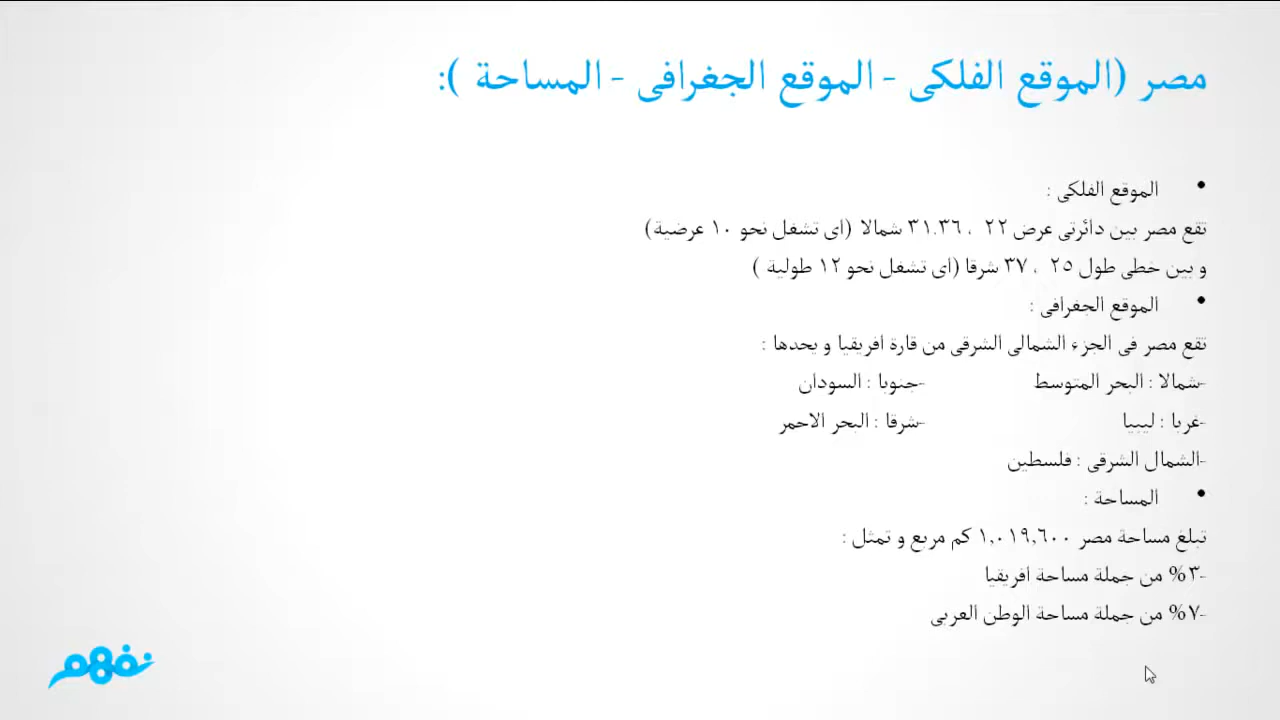 مصر (الموقع الفلكى - الموقع الجغرافى - المساحة ):
• الموقع الفلكى :
تقع مصر بين دائرتى عرض ٢٢ ، ٣١.٣٦ شمالا (اى تشغل نحو ١٠ عرضية)
و بين خطى طول ٢٥ ، ٣٧ شرقا (اى تشغل نحو ١٢ طولية )
• الموقع الجغرافى :
تقع مصر فى الجزء الشمالى الشرقى من قارة افريقيا و يحدها :
-شمالا : البحر المتوسط -جنوبا : السودان
-غربا : ليبيا -شرقا : البحر الاحمر
-الشمال الشرقى : فلسطين
• المساحة :
تبلغ مساحة مصر ١,٠١٩,٦٠٠ كم مربع و تمثل :
-٣% من جملة مساحة افريقيا
-٧% من جملة مساحة الوطن العربى
نفهم